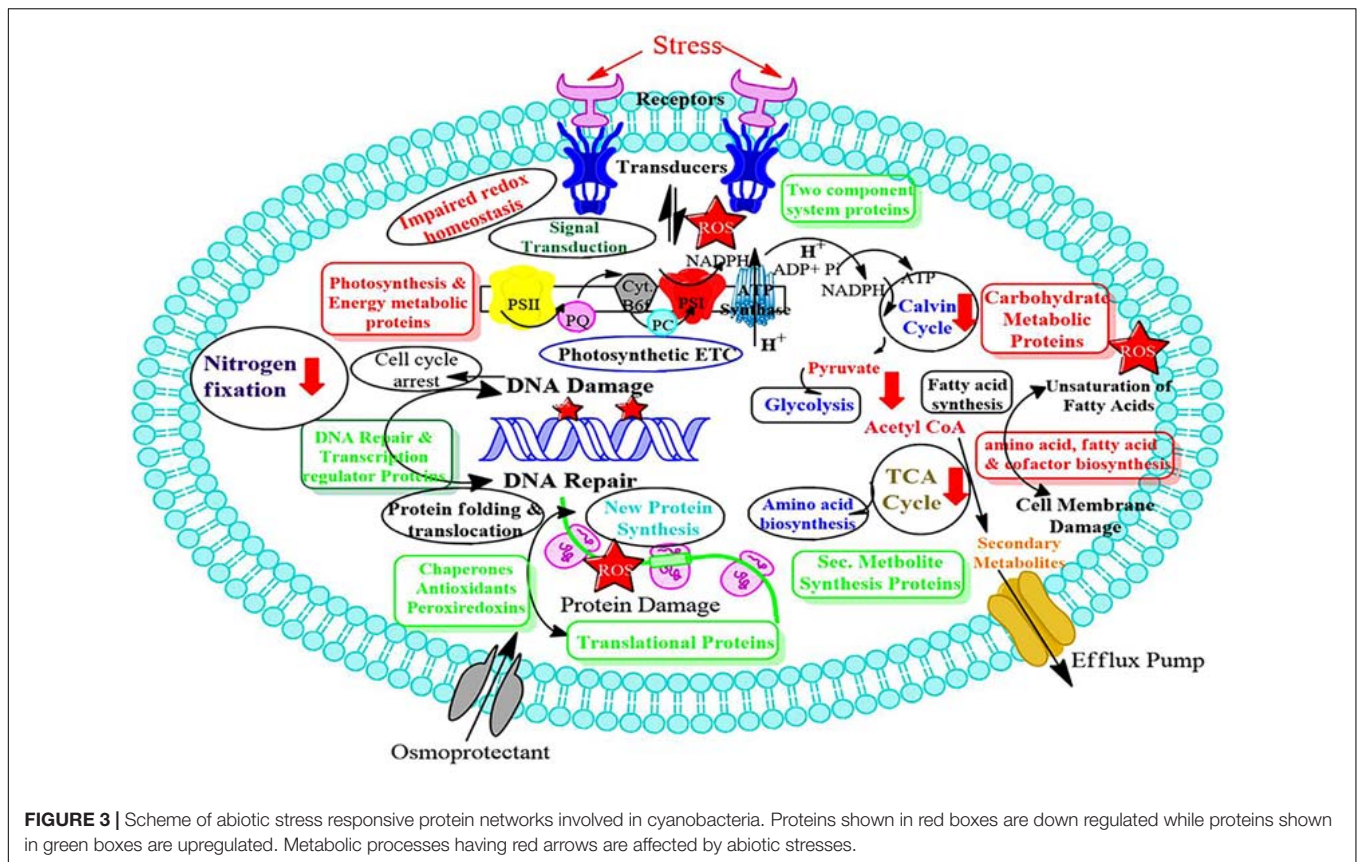 Stress
Receptors
Transducers
Impaired redox
homeostasis
Signal
Transduction
ROS
Two component
system proteins
Photosynthesis &
Energy metabolic
proteins
PSII
PQ
Cyt.
B6f
PC
PSI
NADPH
ATP
Synthase
H+
ADP+ Pi
NADPH
ATP
H+
Photosynthetic ETC
Calvin
Cycle
Carbohydrate
Metabolic
Proteins
ROS
Nitrogen
fixation
Cell cycle
arrest
DNA Damage
Pyruvate
Glycolysis
Fatty acid
synthesis
Unsaturation of
Fatty Acids
Acetyl CoA
DNA Repair &
Transcription
regulator Proteins
amino acid, fatty acid
& cofactor biosynthesis
DNA Repair
TCA
Cycle
Protein folding &
translocation
New Protein
Synthesis
Amino acid
biosynthesis
Cell Membrane
Damage
Chaperones
Antioxidants
Peroxiredoxins
ROS
Protein Damage
Translational Proteins
Sec. Metbolite
Synthesis Proteins
Secondary
Metabolites
Efflux Pump
Osmoprotectant
FIGURE 3 | Scheme of abiotic stress responsive protein networks involved in cyanobacteria. Proteins shown in red boxes are down regulated while proteins shown
in green boxes are upregulated. Metabolic processes having red arrows are affected by abiotic stresses.